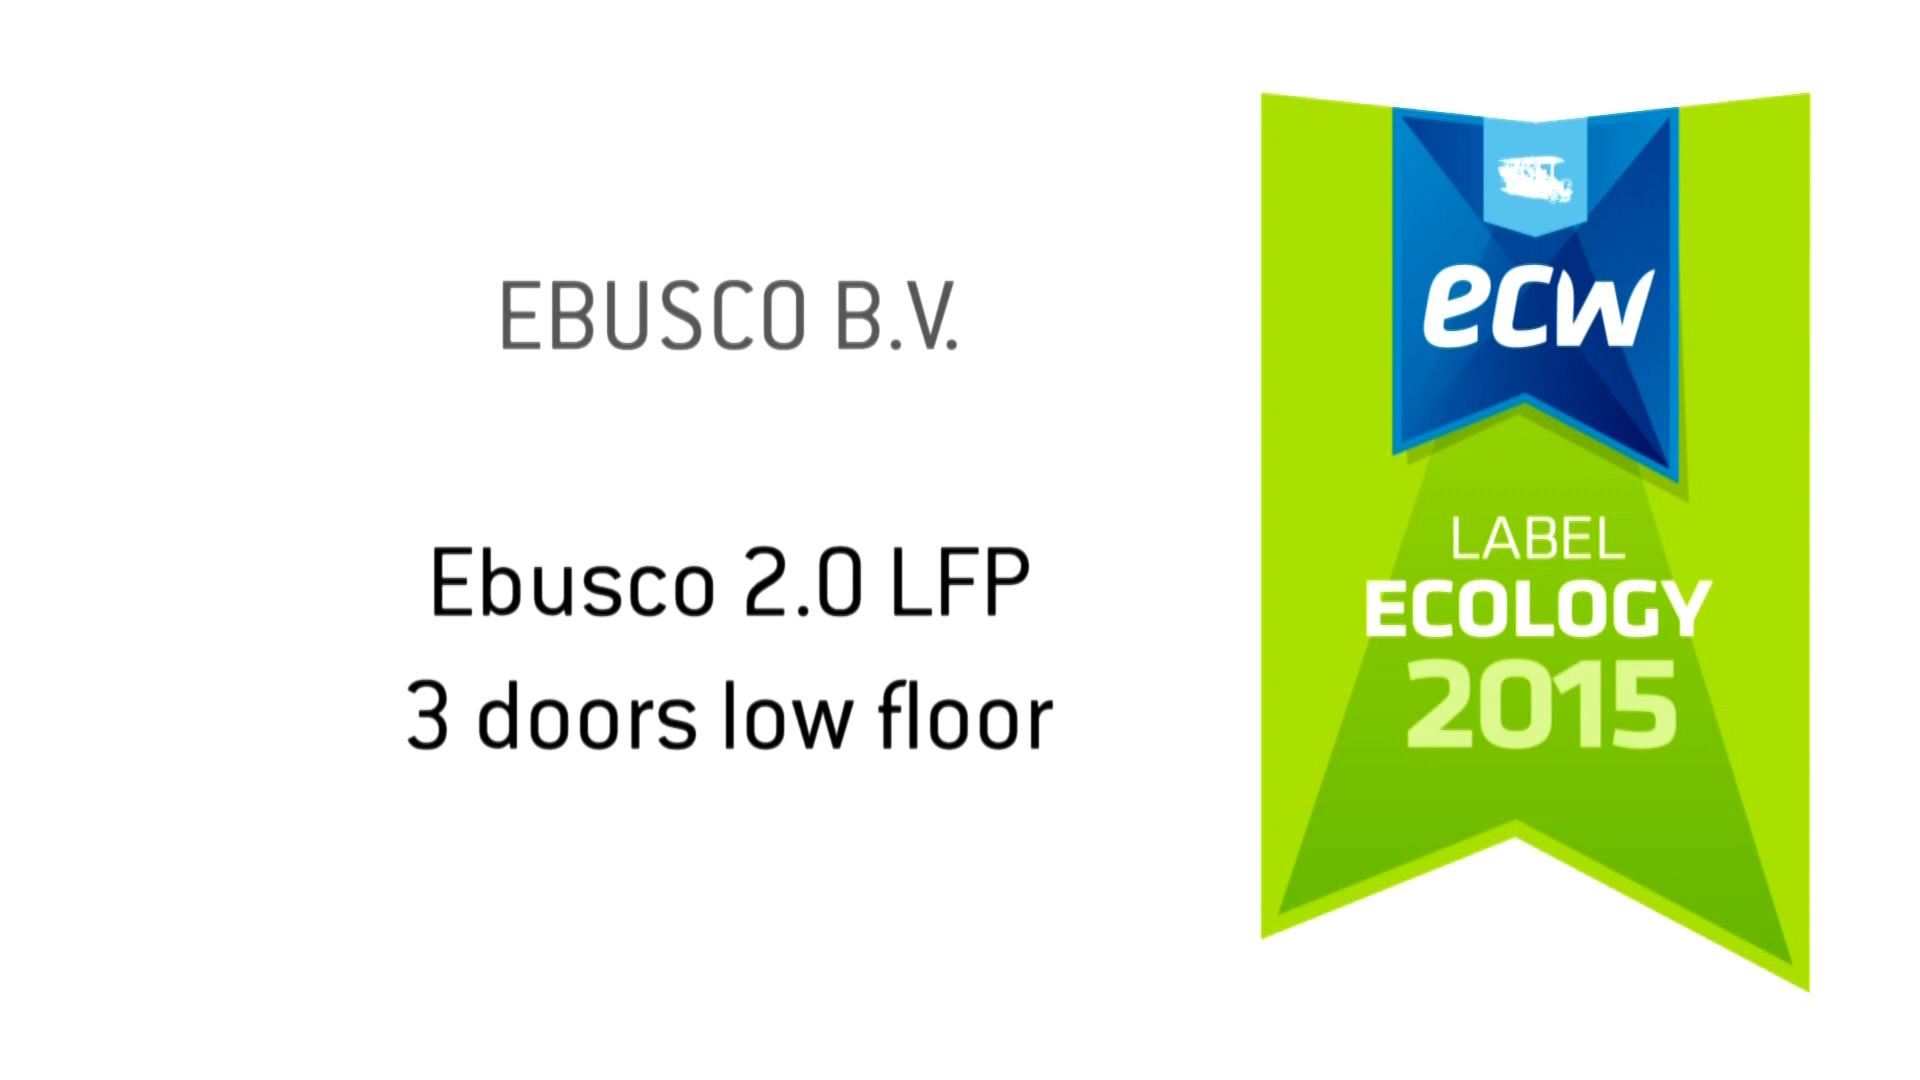 EBUSCO B.V.
Ebusco 2.0 LFP
3 doors low floor
ecw
LABEL
ECOLOGY
2015